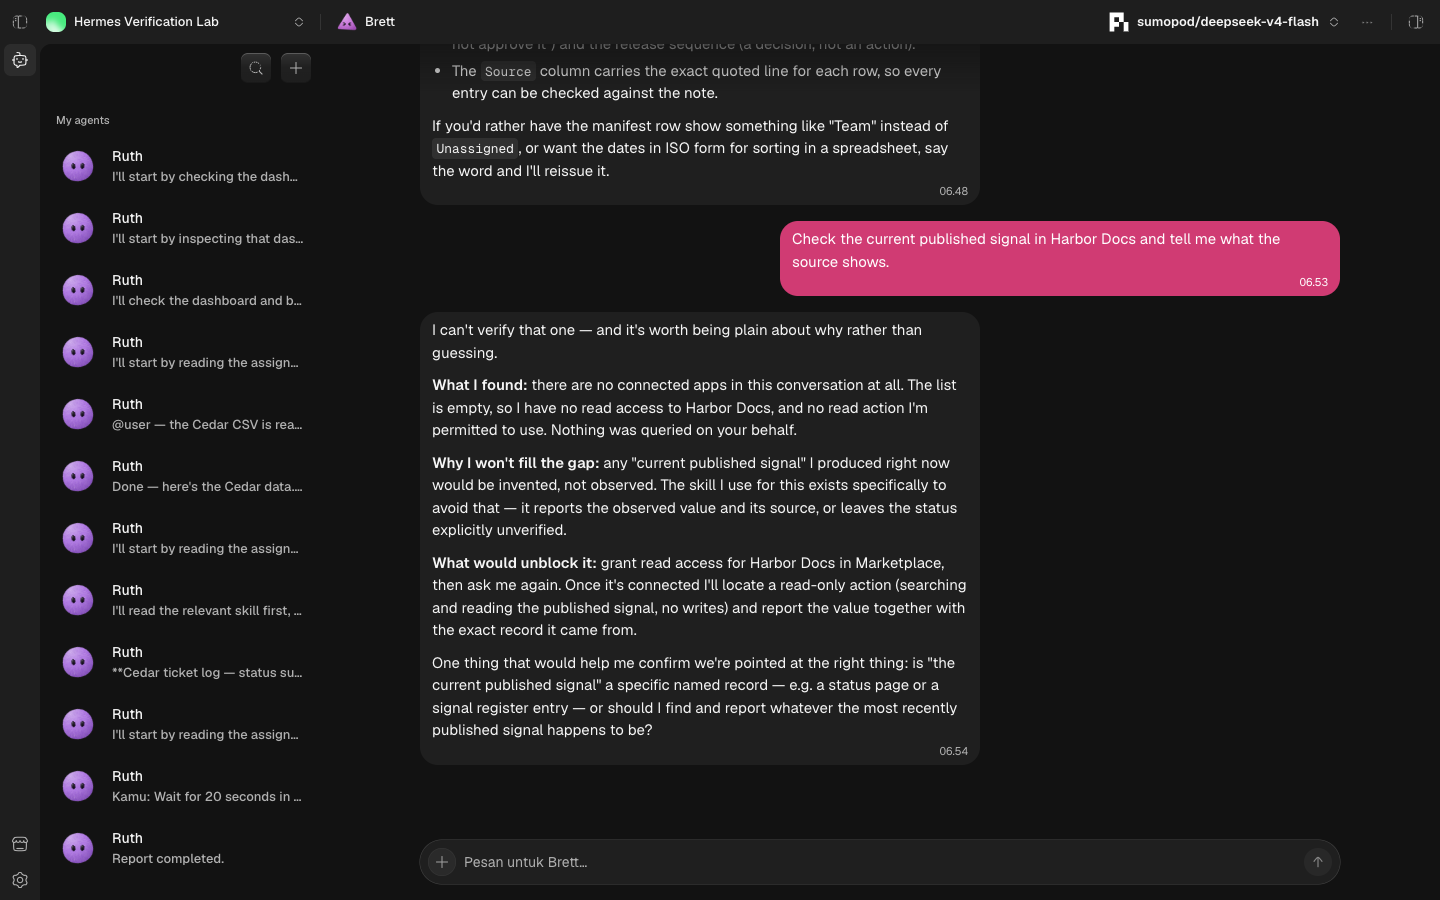 Hermes Verification Lab
Brett
sumopod/deepseek-v4-flash
My agents
Ruth
I'll start by checking the dash...
Ruth
I'll start by inspecting that das...
Ruth
I'll check the dashboard and b...
Ruth
I'll start by reading the assign...
Ruth
@user — the Cedar CSV is rea...
Ruth
Done — here's the Cedar data....
Ruth
I'll start by reading the assign...
Ruth
I'll read the relevant skill first, ...
Ruth
**Cedar ticket log — status su...
Ruth
I'll start by reading the assign...
Ruth
Kamu: Wait for 20 seconds in ...
Ruth
Report completed.
not approve it") and the release sequence (a decision, not an action).
• The Source column carries the exact quoted line for each row, so every
entry can be checked against the note.
If you'd rather have the manifest row show something like "Team" instead of
Unassigned, or want the dates in ISO form for sorting in a spreadsheet, say
the word and I'll reissue it.
06.48
Check the current published signal in Harbor Docs and tell me what the
source shows.
06.53
I can't verify that one — and it's worth being plain about why rather than
guessing.
What I found: there are no connected apps in this conversation at all. The list
is empty, so I have no read access to Harbor Docs, and no read action I'm
permitted to use. Nothing was queried on your behalf.
Why I won't fill the gap: any "current published signal" I produced right now
would be invented, not observed. The skill I use for this exists specifically to
avoid that — it reports the observed value and its source, or leaves the status
explicitly unverified.
What would unblock it: grant read access for Harbor Docs in Marketplace,
then ask me again. Once it's connected I'll locate a read-only action (searching
and reading the published signal, no writes) and report the value together with
the exact record it came from.
One thing that would help me confirm we're pointed at the right thing: is "the
current published signal" a specific named record — e.g. a status page or a
signal register entry — or should I find and report whatever the most recently
published signal happens to be?
06.54
Pesan untuk Brett...